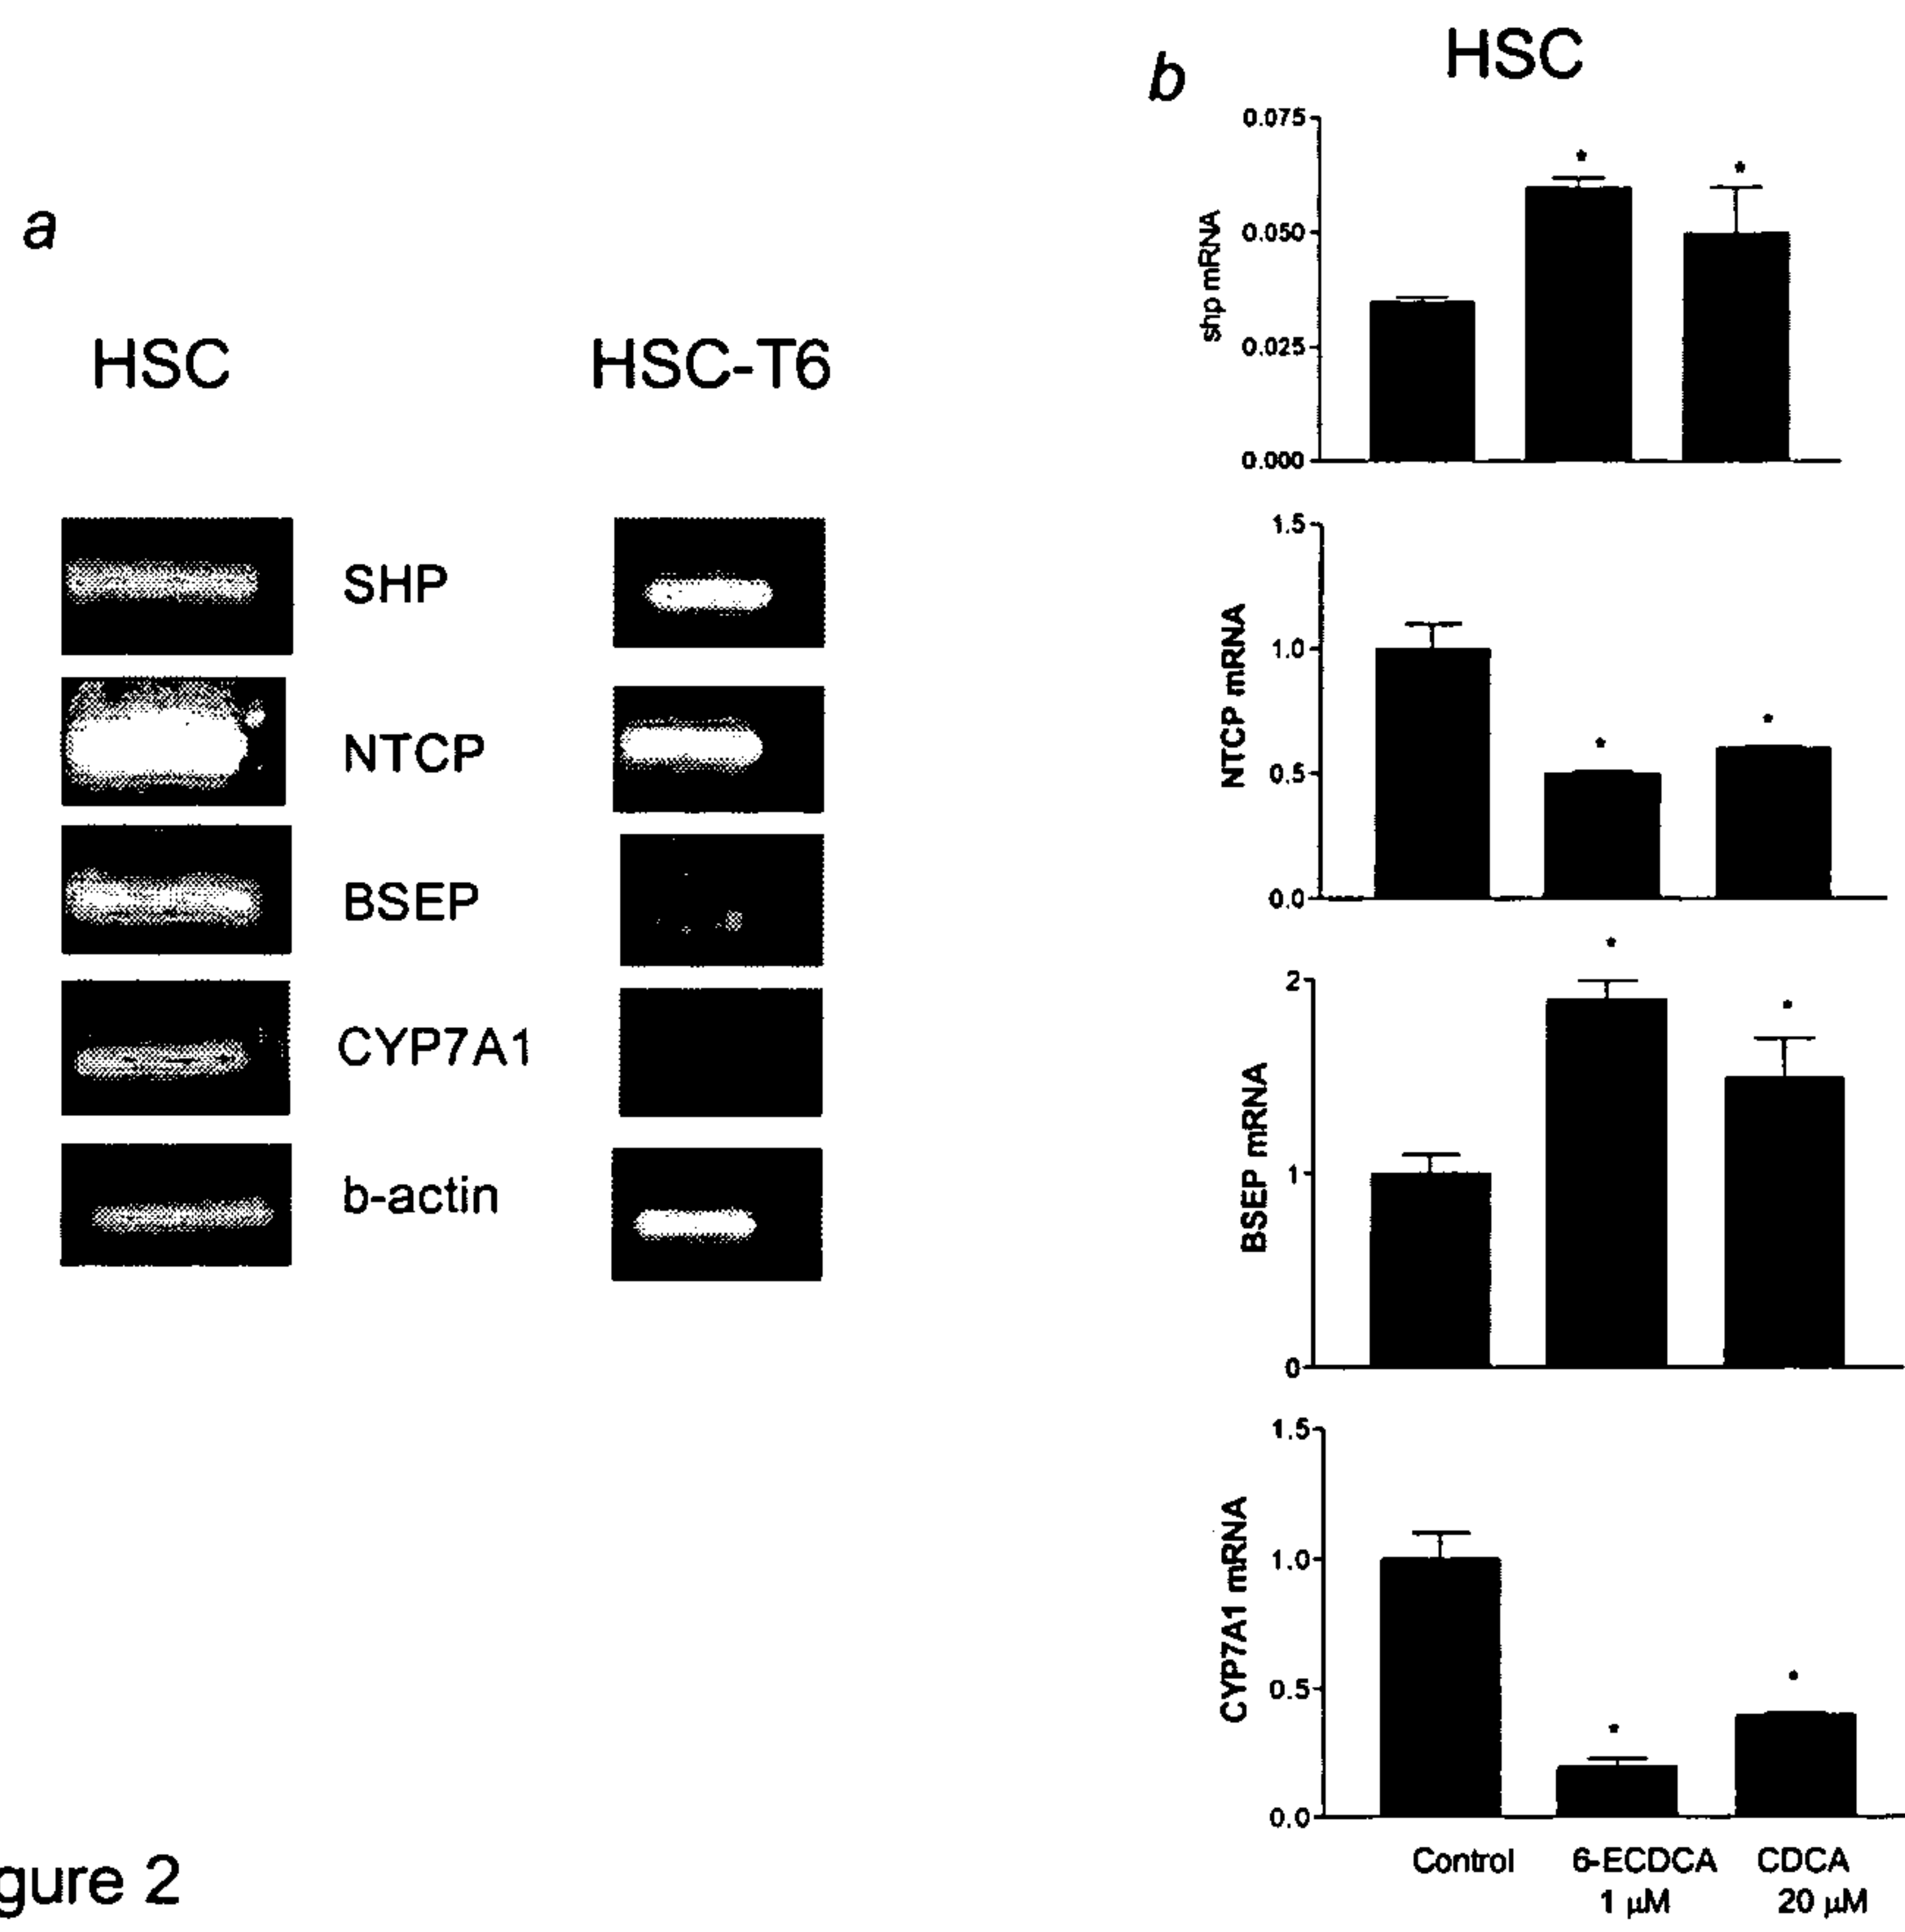 a
HSC HSC-T6
SHP
NTCP
BSEP
CYP7A1
b-actin
b HSC
shp mRNA
0.075
0.050
0.025
0.000
*
*
NTCP mRNA
1.5
1.0
0.5
0.0
*
*
BSEP mRNA
2
1
0
*
*
CYP7A1 mRNA
1.5
1.0
0.5
0.0
*
*
Control 6-ECDCA CDCA
1 µM 20 µM
gure 2